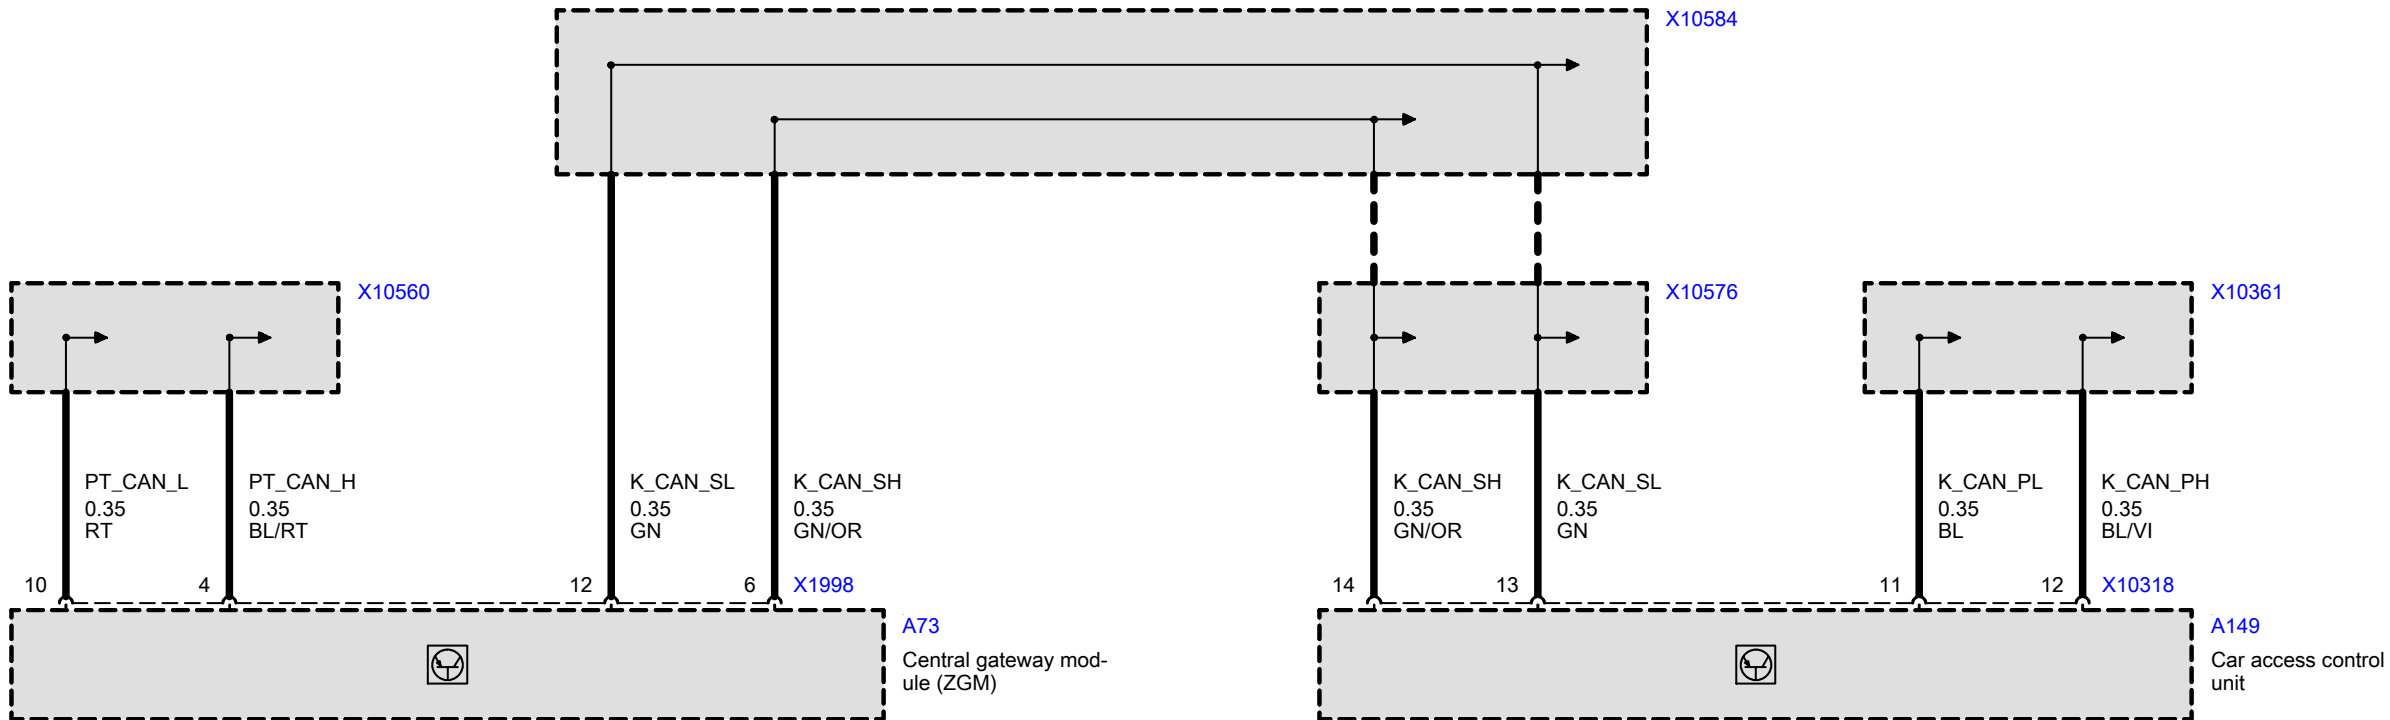 X10584
X10560
X10576
X10361
PT_CAN_L
0.35
RT
PT_CAN_H
0.35
BL/RT
K_CAN_SL
0.35
GN
K_CAN_SH
0.35
GN/OR
K_CAN_SH
0.35
GN/OR
K_CAN_SL
0.35
GN
K_CAN_PL
0.35
BL
K_CAN_PH
0.35
BL/VI
10
4
12
6
X1998
14
13
11
12
X10318
A73
Central gateway mod-
ule (ZGM)
A149
Car access control
unit